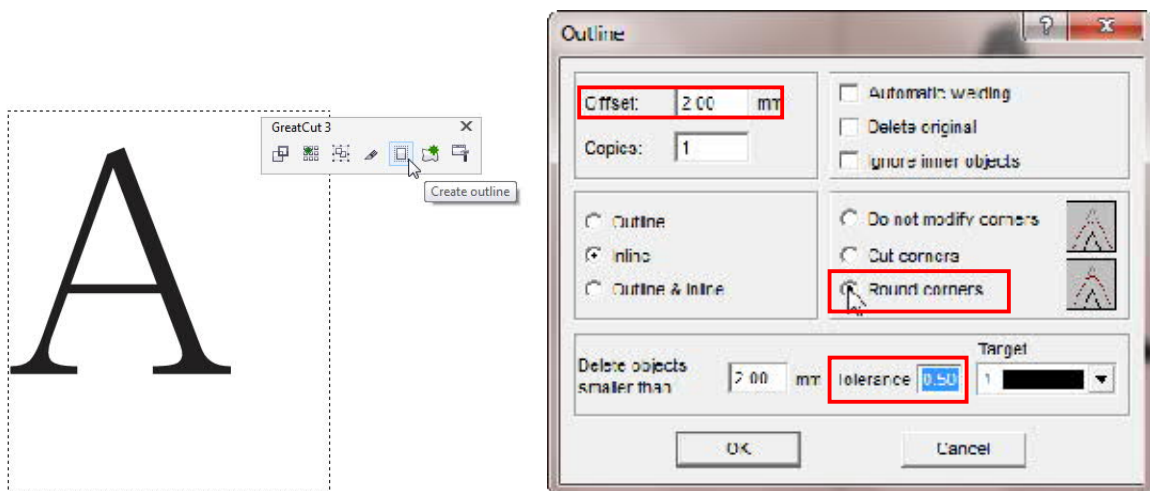 A
GreatCut 3
Create outline
Outline
Offset: 2.00 mm
Copies: 1
Automatic welding
Delete original
Ignore inner objects
Outline
Inline
Outline & Inline
Do not modify corners
Cut corners
Round corners
Delete objects smaller than 2.00 mm
Tolerance 0.50
Target
1
OK
Cancel